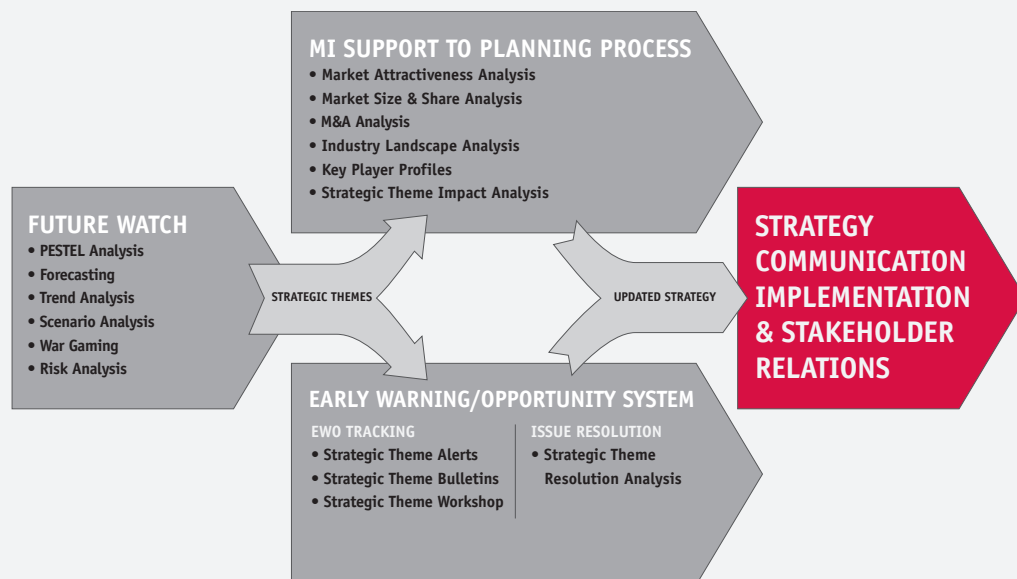 MI SUPPORT TO PLANNING PROCESS
• Market Attractiveness Analysis
• Market Size & Share Analysis
• M&A Analysis
• Industry Landscape Analysis
• Key Player Profiles
• Strategic Theme Impact Analysis
FUTURE WATCH
• PESTEL Analysis
• Forecasting
• Trend Analysis
• Scenario Analysis
• War Gaming
• Risk Analysis
STRATEGIC THEMES
UPDATED STRATEGY
STRATEGY
COMMUNICATION
IMPLEMENTATION
& STAKEHOLDER
RELATIONS
EARLY WARNING/OPPORTUNITY SYSTEM
EWO TRACKING
• Strategic Theme Alerts
• Strategic Theme Bulletins
• Strategic Theme Workshop
ISSUE RESOLUTION
• Strategic Theme
Resolution Analysis